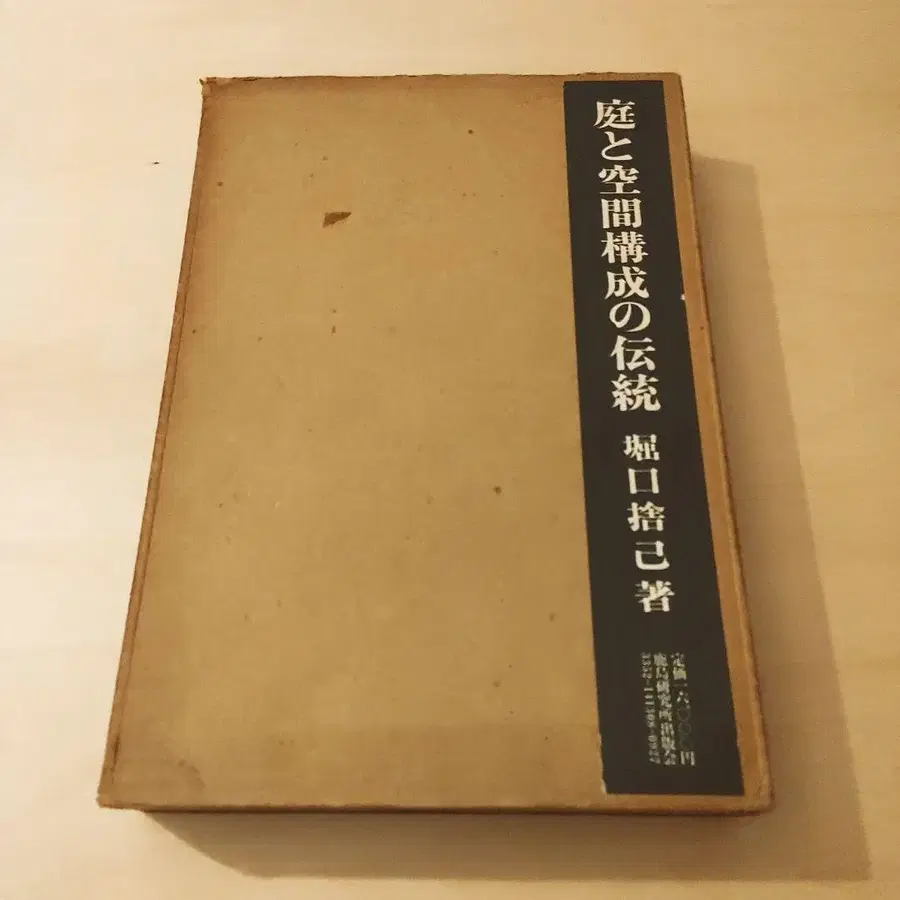 庭と空間構成の伝統
堀口捨己著
定価一六、〇〇〇円
鹿島研究所出版会